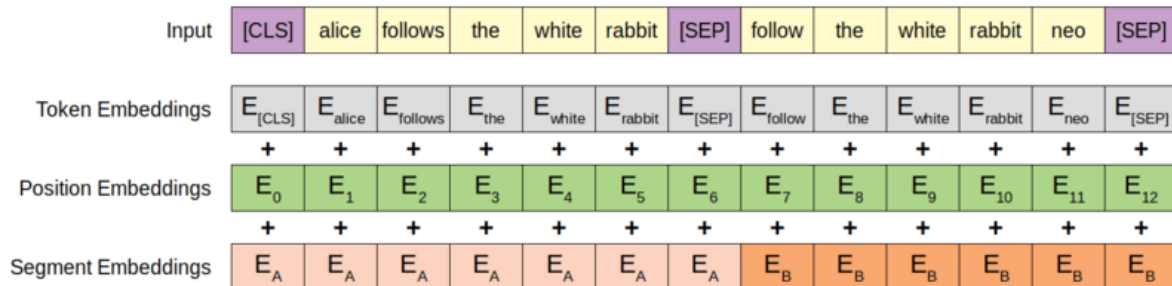 Input [CLS] alice follows the white rabbit [SEP] follow the white rabbit neo [SEP]
Token Embeddings E[CLS] Ealice Efollows Ethe Ewhite Erabbit E[SEP] Efollow Ethe Ewhite Erabbit Eneo E[SEP]
+ + + + + + + + + + + + +
Position Embeddings E0 E1 E2 E3 E4 E5 E6 E7 E8 E9 E10 E11 E12
+ + + + + + + + + + + + +
Segment Embeddings EA EA EA EA EA EA EA EB EB EB EB EB EB